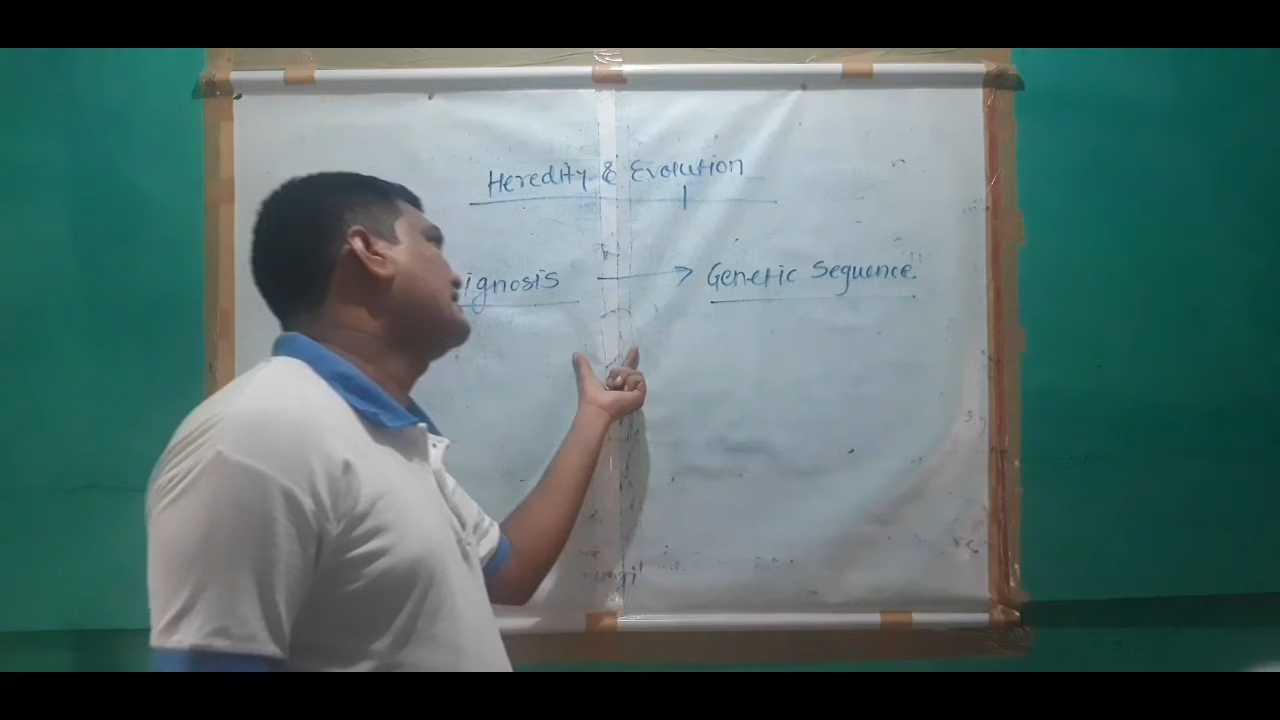 Heredity & Evolution
ignosis → Genetic Sequence.